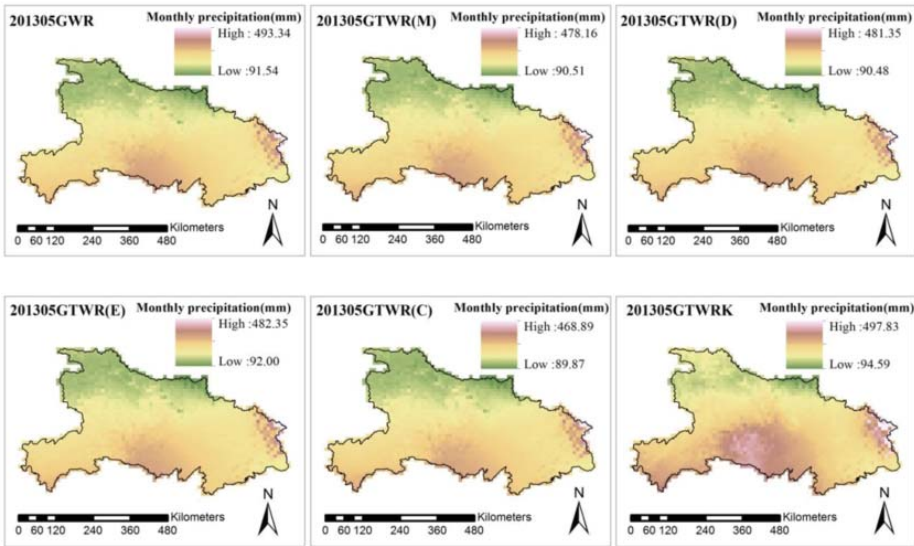 201305GWR Monthly precipitation(mm)
High : 493.34
Low : 91.54
N
Kilometers
0 60 120 240 360 480
201305GTWR(M) Monthly precipitation(mm)
High : 478.16
Low : 90.51
N
Kilometers
0 60 120 240 360 480
201305GTWR(D) Monthly precipitation(mm)
High :481.35
Low :90.48
N
Kilometers
0 60 120 240 360 480
201305GTWR(E) Monthly precipitation(mm)
High :482.35
Low :92.00
N
Kilometers
0 60 120 240 360 480
201305GTWR(C) Monthly precipitation(mm)
High :468.89
Low :89.87
N
Kilometers
0 60 120 240 360 480
201305GTWRK Monthly precipitation(mm)
High :497.83
Low :94.59
N
Kilometers
0 60 120 240 360 480